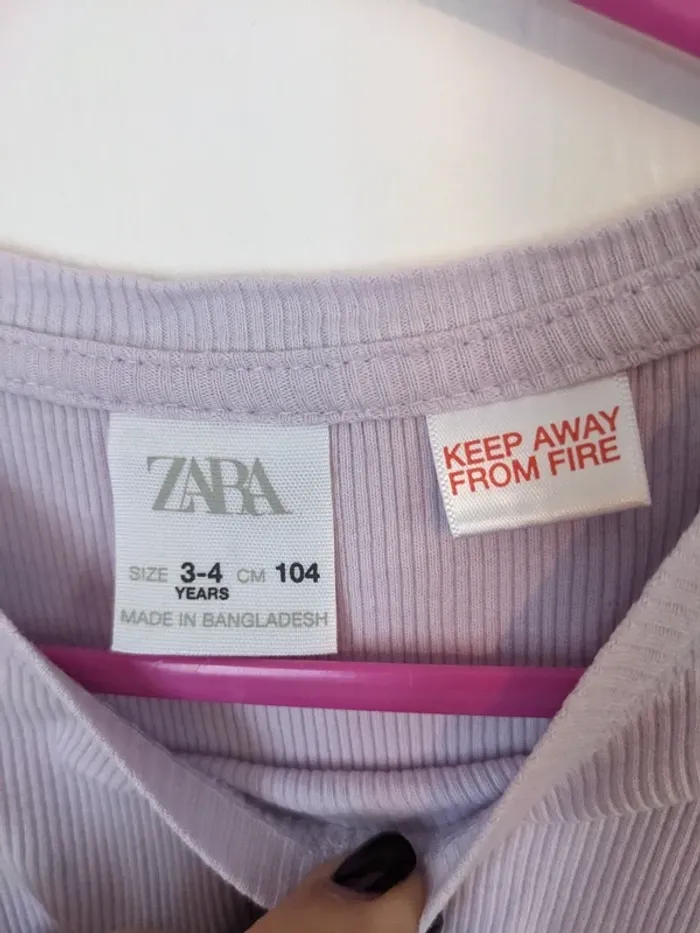 ZARA
SIZE 3-4 CM 104
YEARS
MADE IN BANGLADESH
KEEP AWAY
FROM FIRE